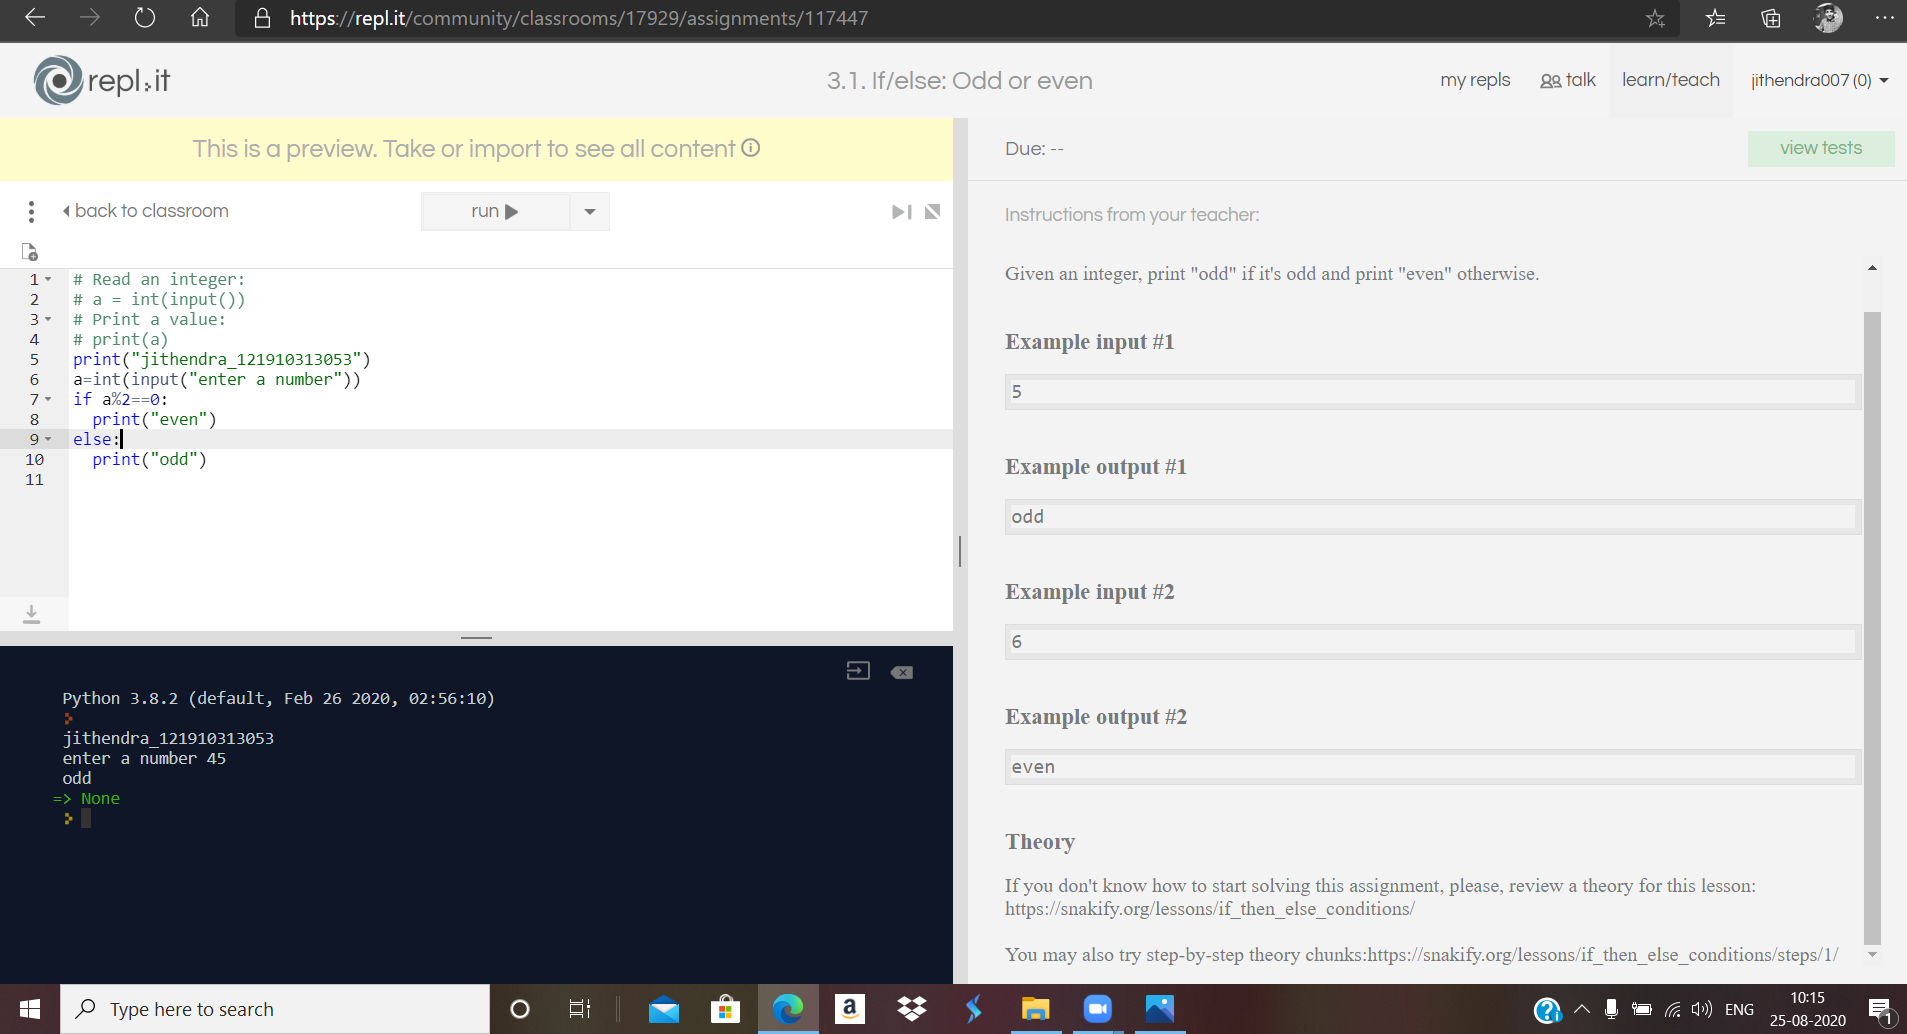 https://repl.it/community/classrooms/17929/assignments/117447
repl.it
3.1. If/else: Odd or even
my repls
talk
learn/teach
jithendra007 (0)
This is a preview. Take or import to see all content
back to classroom
run
1 # Read an integer:
2 # a = int(input())
3 # Print a value:
4 # print(a)
5 print("jithendra_121910313053")
6 a=int(input("enter a number"))
7 if a%2==0:
8   print("even")
9 else:
10   print("odd")
11
Python 3.8.2 (default, Feb 26 2020, 02:56:10)
jithendra_121910313053
enter a number 45
odd
=> None
Due: --
view tests
Instructions from your teacher:
Given an integer, print "odd" if it's odd and print "even" otherwise.
Example input #1
5
Example output #1
odd
Example input #2
6
Example output #2
even
Theory
If you don't know how to start solving this assignment, please, review a theory for this lesson:
https://snakify.org/lessons/if_then_else_conditions/
You may also try step-by-step theory chunks:https://snakify.org/lessons/if_then_else_conditions/steps/1/
Type here to search
a
ENG
10:15
25-08-2020
1